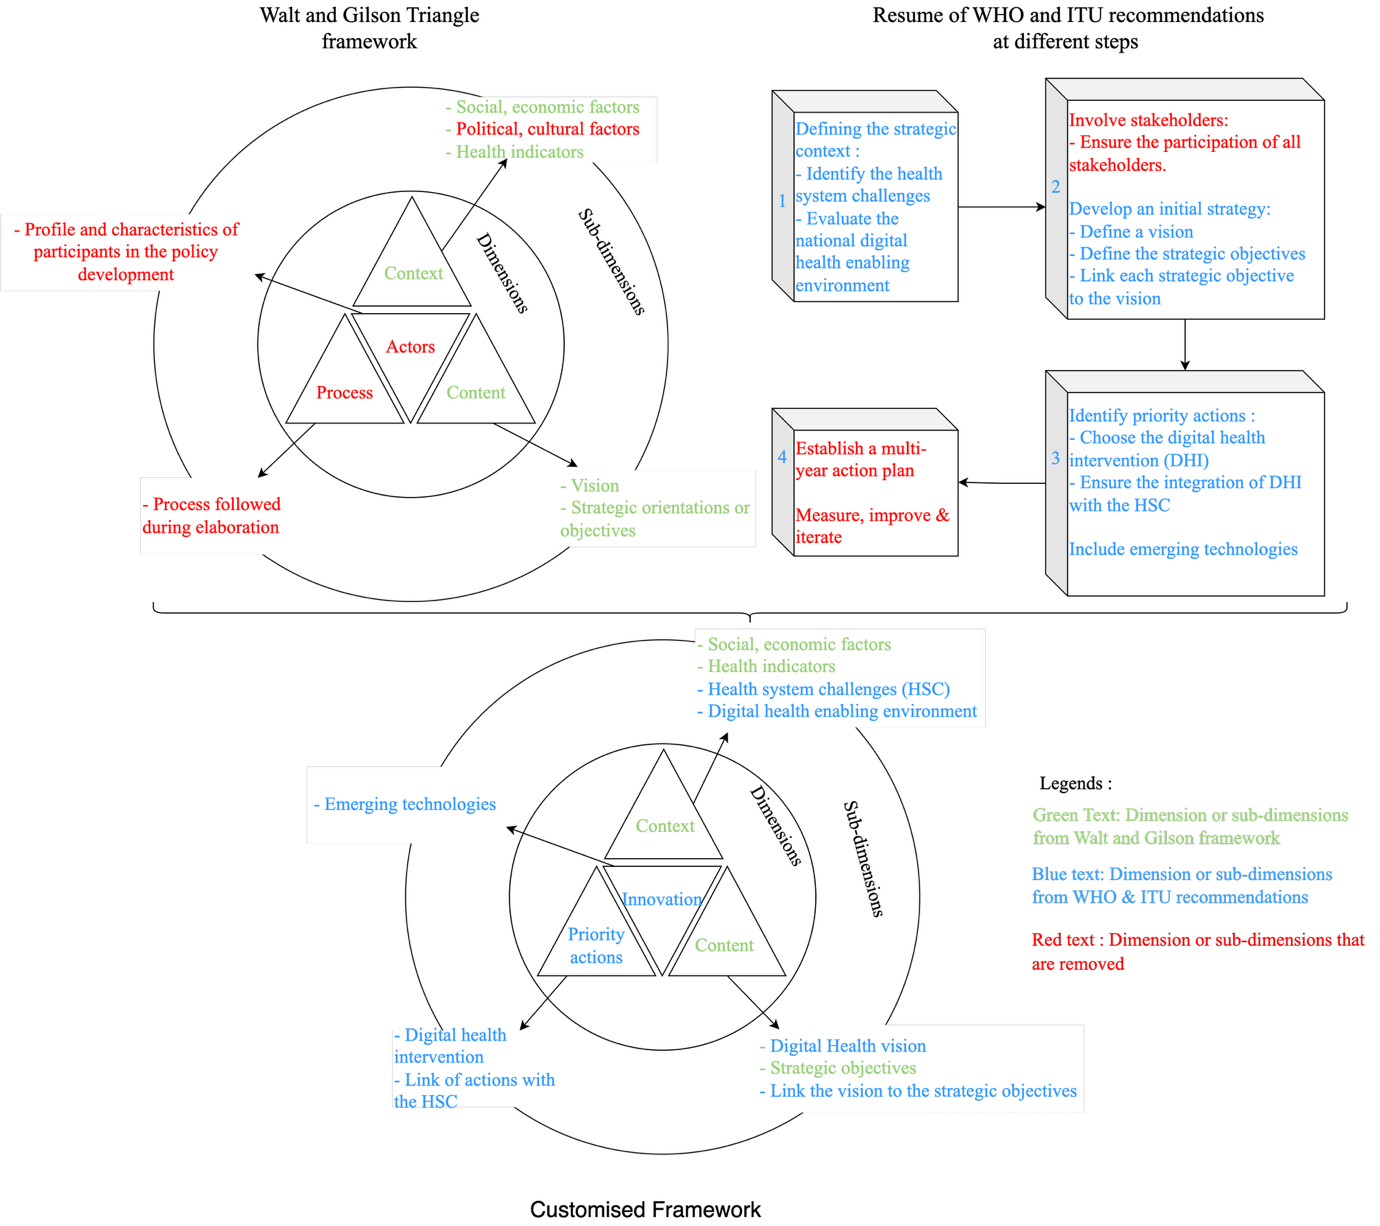 Walt and Gilson Triangle
framework
- Social, economic factors
- Political, cultural factors
- Health indicators
Sub-dimensions
Dimensions
- Profile and characteristics of
participants in the policy
development
Context
Actors
Process
Content
- Process followed
during elaboration
- Vision
- Strategic orientations or
objectives
Resume of WHO and ITU recommendations
at different steps
1
Defining the strategic
context :
- Identify the health
system challenges
- Evaluate the
national digital
health enabling
environment
2
Involve stakeholders:
- Ensure the participation of all
stakeholders.
Develop an initial strategy:
- Define a vision
- Define the strategic objectives
- Link each strategic objective
to the vision
3
Identify priority actions :
- Choose the digital health
intervention (DHI)
- Ensure the integration of DHI
with the HSC
Include emerging technologies
4
Establish a multi-
year action plan
Measure, improve &
iterate
- Social, economic factors
- Health indicators
- Health system challenges (HSC)
- Digital health enabling environment
Dimensions
Sub-dimensions
- Emerging technologies
Context
Innovation
Priority
actions
Content
- Digital health
intervention
- Link of actions with
the HSC
- Digital Health vision
- Strategic objectives
- Link the vision to the strategic objectives
Legends :
Green Text: Dimension or sub-dimensions
from Walt and Gilson framework
Blue text: Dimension or sub-dimensions
from WHO & ITU recommendations
Red text : Dimension or sub-dimensions that
are removed
Customised Framework